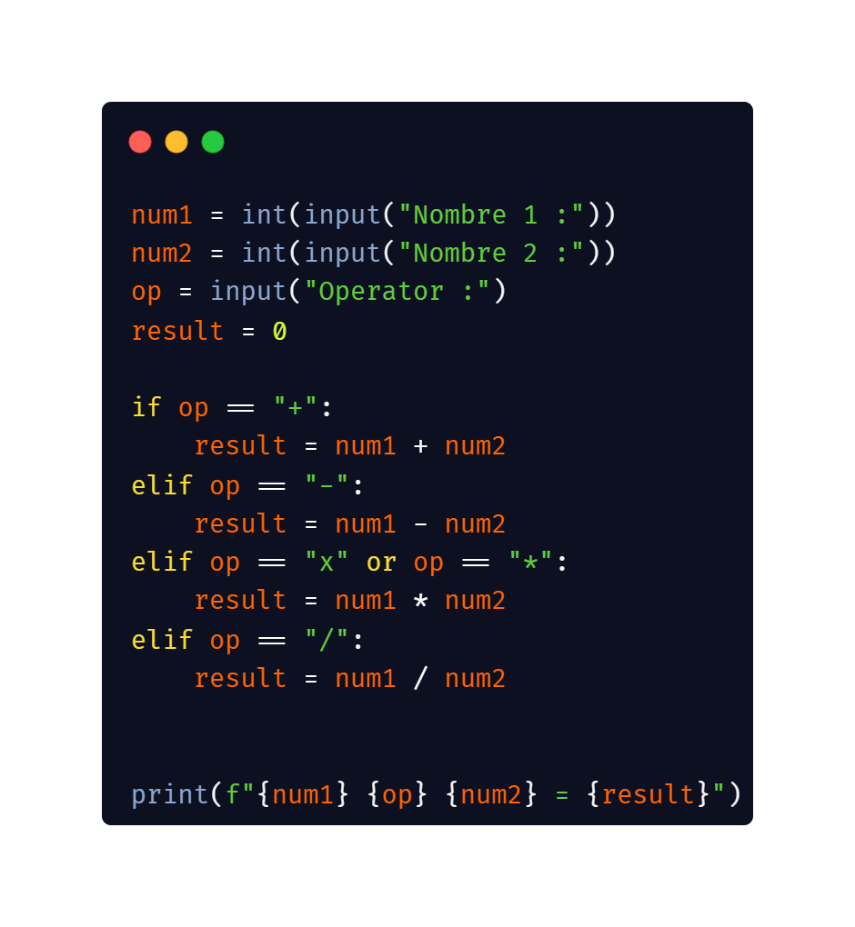 num1 = int(input("Nombre 1 :"))
num2 = int(input("Nombre 2 :"))
op = input("Operator :")
result = 0
if op == "+":
    result = num1 + num2
elif op == "-":
    result = num1 - num2
elif op == "x" or op == "*":
    result = num1 * num2
elif op == "/":
    result = num1 / num2
print(f"{num1} {op} {num2} = {result}")